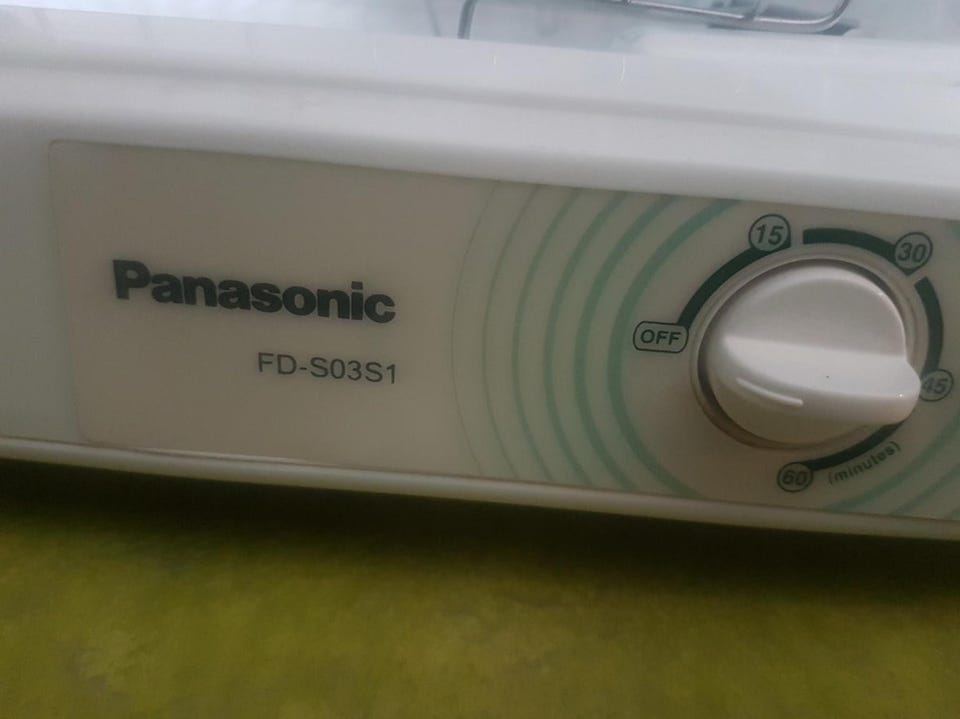 Panasonic
FD-S03S1
OFF
15
30
45
60
(minutes)